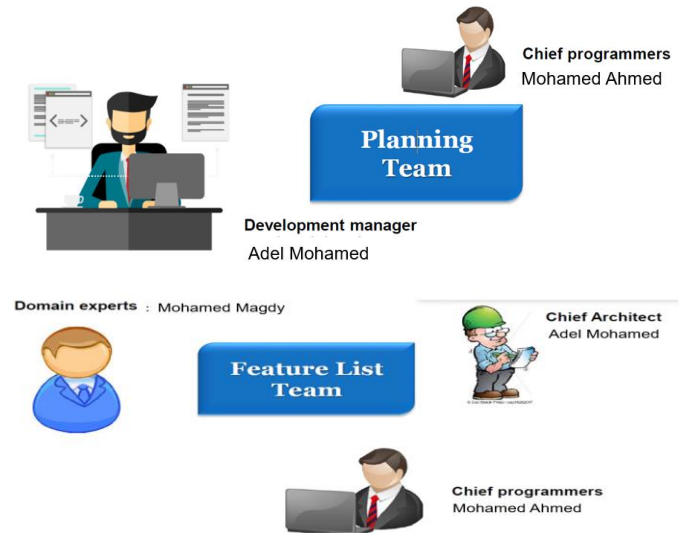 Chief programmers
Mohamed Ahmed
Planning
Team
Development manager
Adel Mohamed
Domain experts : Mohamed Magdy
Chief Architect
Adel Mohamed
Feature List
Team
Chief programmers
Mohamed Ahmed